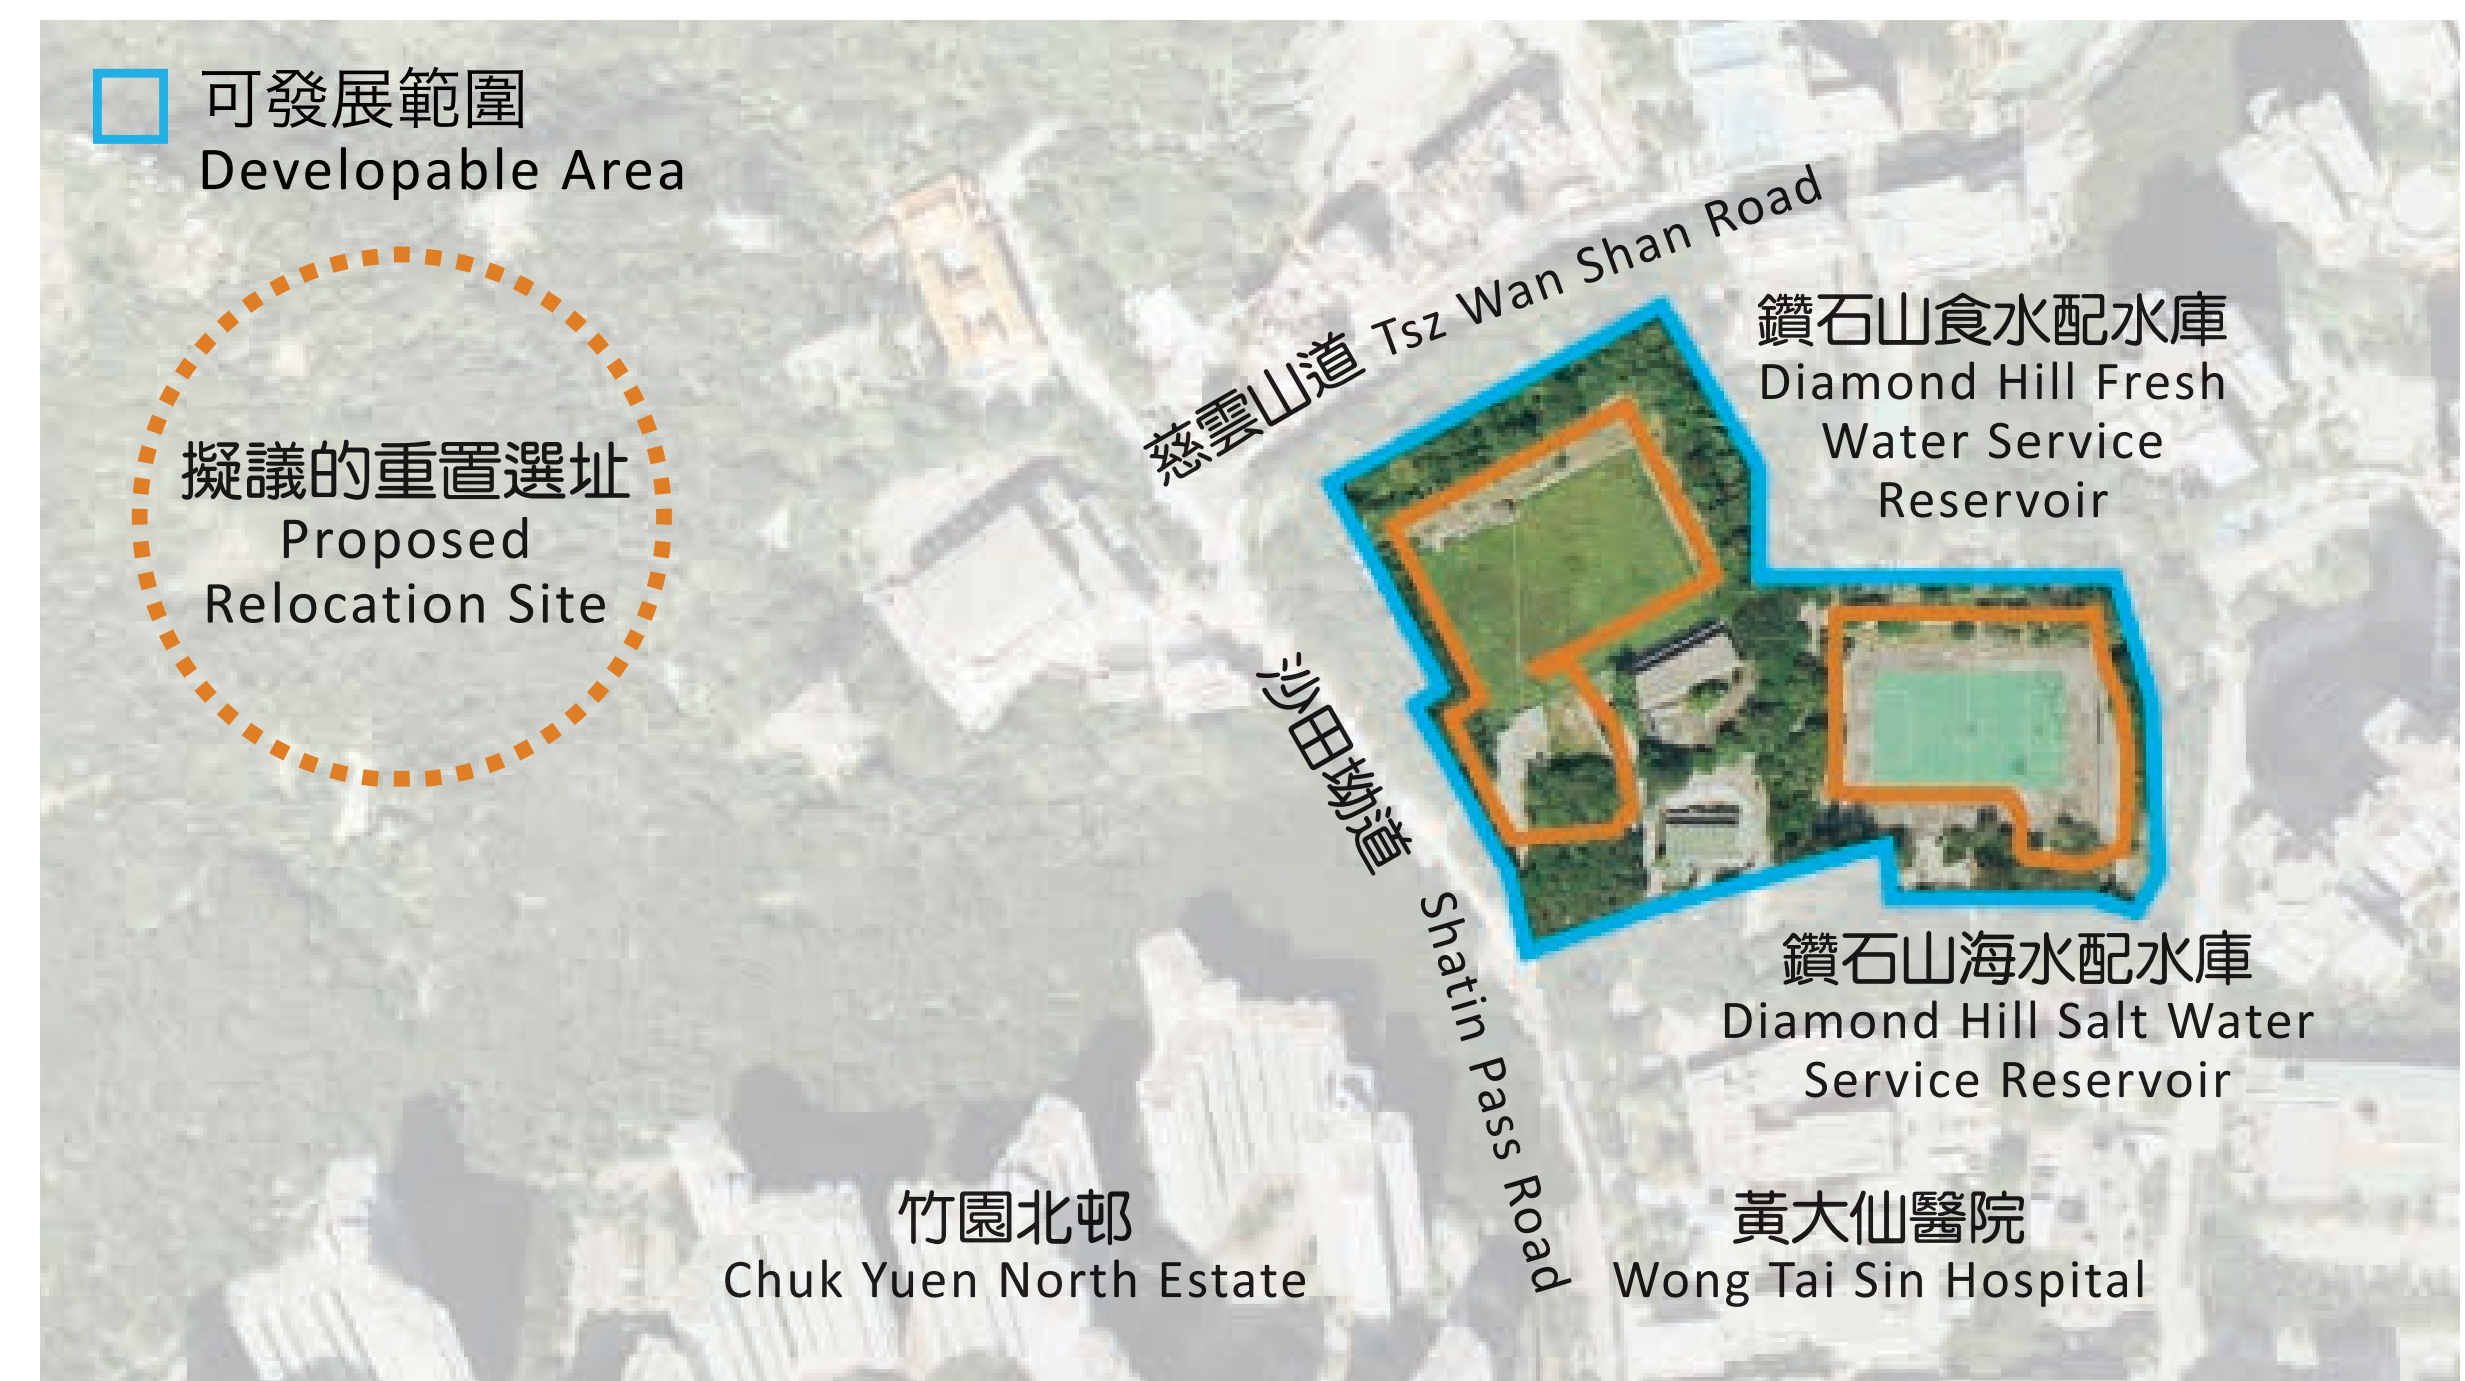 可發展範圍
Developable Area
擬議的重置選址
Proposed
Relocation Site
慈雲山道 Tsz Wan Shan Road
鑽石山食水配水庫
Diamond Hill Fresh
Water Service
Reservoir
沙田坳道 Shatin Pass Road
鑽石山海水配水庫
Diamond Hill Salt Water
Service Reservoir
竹園北邨
Chuk Yuen North Estate
黃大仙醫院
Wong Tai Sin Hospital